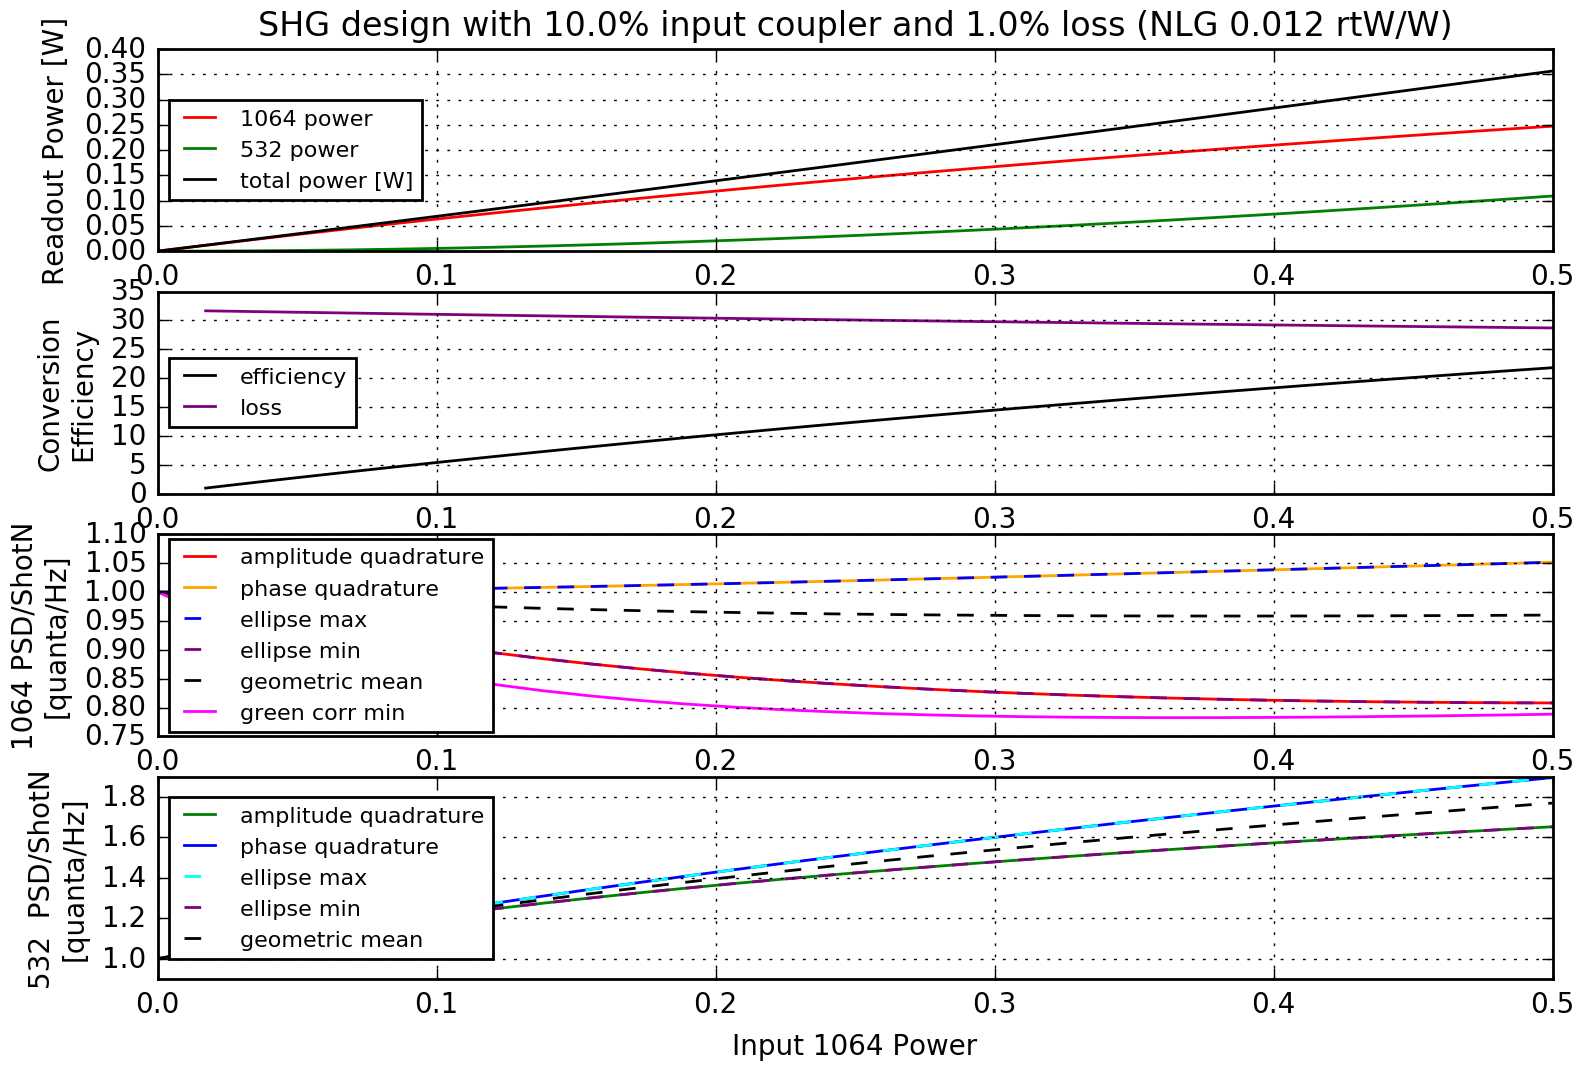 SHG design with 10.0% input coupler and 1.0% loss (NLG 0.012 rtW/W)
Readout Power [W]
0.40
0.35
0.30
0.25
0.20
0.15
0.10
0.05
0.00
1064 power
532 power
total power [W]
0.0 0.1 0.2 0.3 0.4 0.5
Conversion
Efficiency
35
30
25
20
15
10
5
0
efficiency
loss
0.0 0.1 0.2 0.3 0.4 0.5
1064 PSD/ShotN
[quanta/Hz]
1.10
1.05
1.00
0.95
0.90
0.85
0.80
0.75
amplitude quadrature
phase quadrature
ellipse max
ellipse min
geometric mean
green corr min
0.0 0.1 0.2 0.3 0.4 0.5
532 PSD/ShotN
[quanta/Hz]
1.8
1.6
1.4
1.2
1.0
amplitude quadrature
phase quadrature
ellipse max
ellipse min
geometric mean
0.0 0.1 0.2 0.3 0.4 0.5
Input 1064 Power